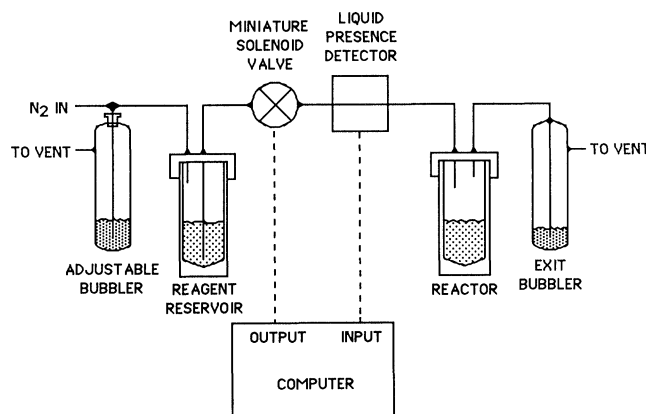 MINIATURE
SOLENOID
VALVE
LIQUID
PRESENCE
DETECTOR
N2 IN
TO VENT
TO VENT
ADJUSTABLE
BUBBLER
REAGENT
RESERVOIR
REACTOR
EXIT
BUBBLER
OUTPUT INPUT
COMPUTER